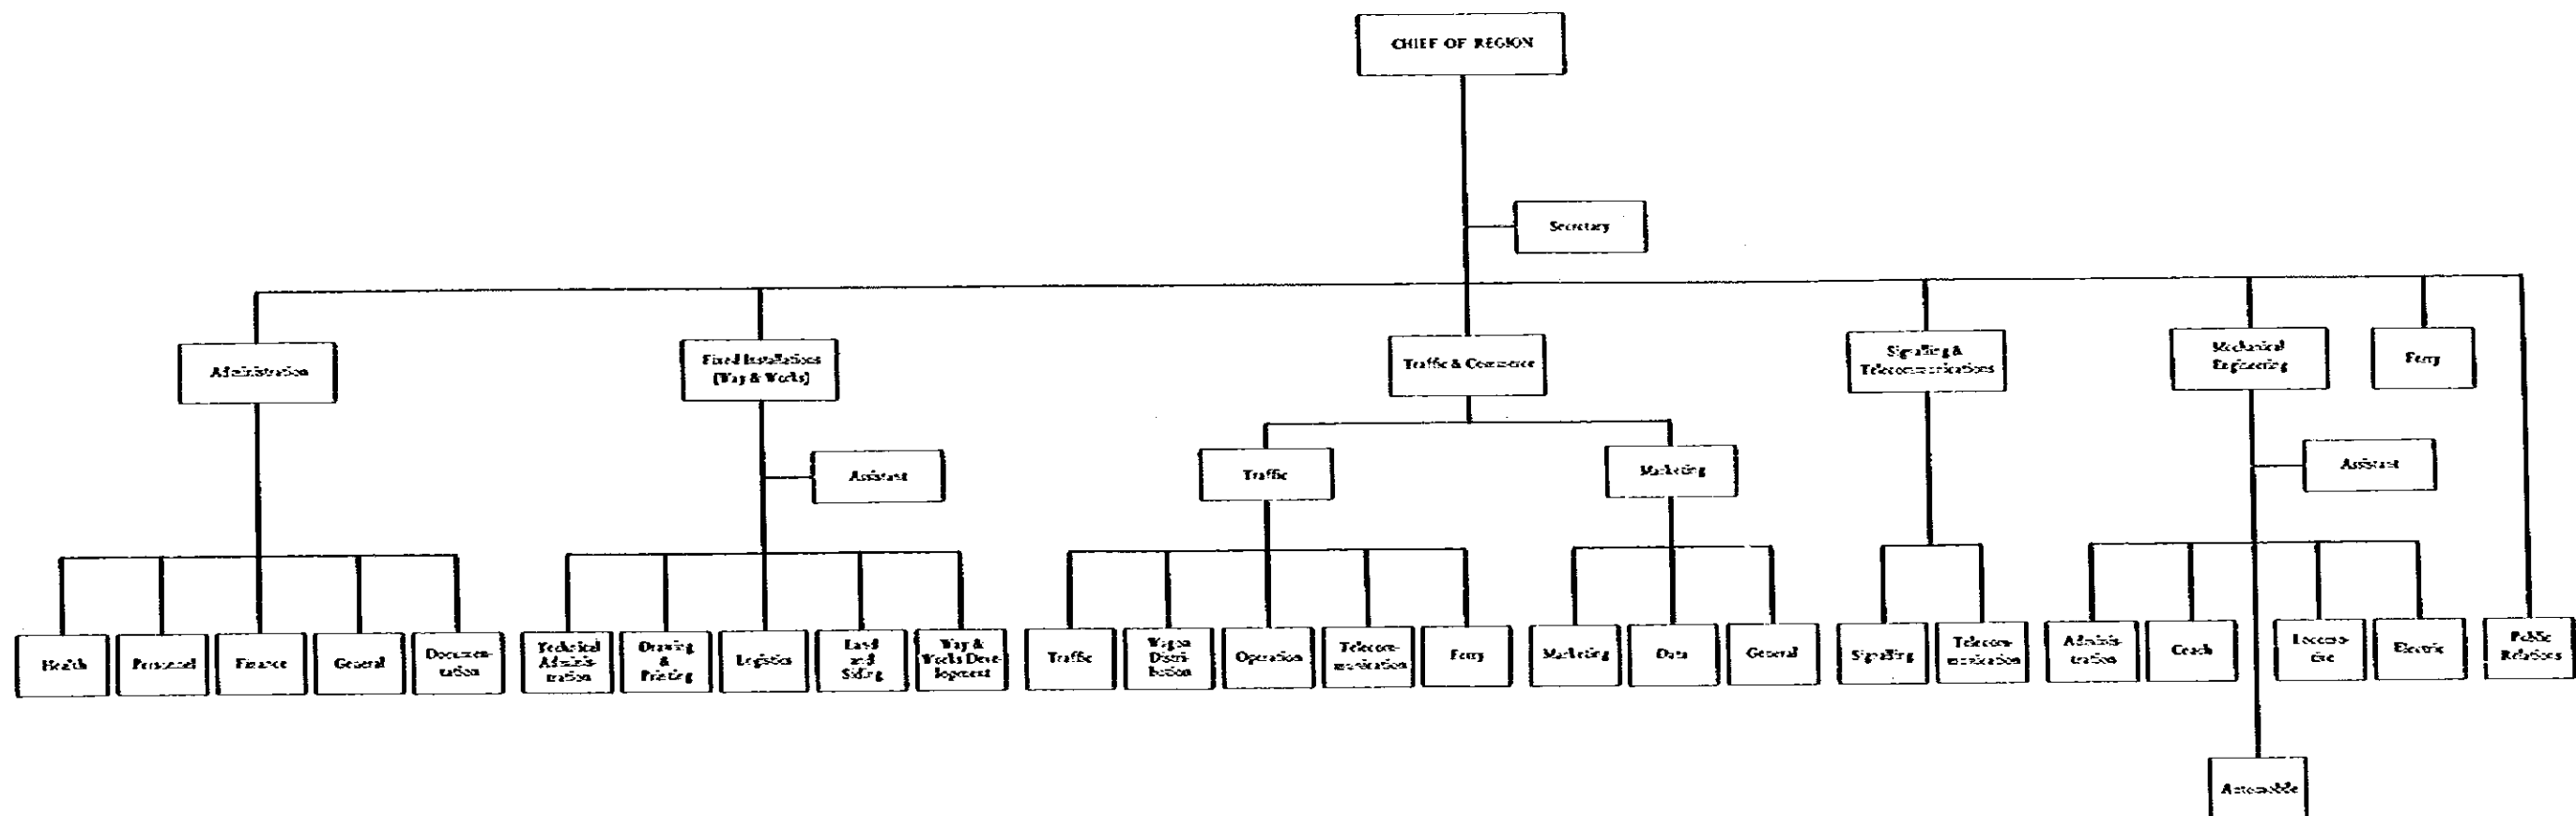 CHIEF OF REGION
Secretary
Administration
Fixed Installations
(Way & Works)
Traffic & Commerce
Signalling &
Telecommunications
Mechanical
Engineering
Ferry
Assistant
Traffic
Marketing
Assistant
Health
Personnel
Finance
General
Documen-
tation
Technical
Adminis-
tration
Drawing
&
Printing
Logistics
Land
and
Siding
Way &
Works Deve-
lopment
Traffic
Wagon
Distri-
bution
Operation
Telecom-
munication
Ferry
Marketing
Data
General
Signalling
Telecom-
munication
Adminis-
tration
Coach
Locomo-
tive
Electric
Public
Relations
Automobile